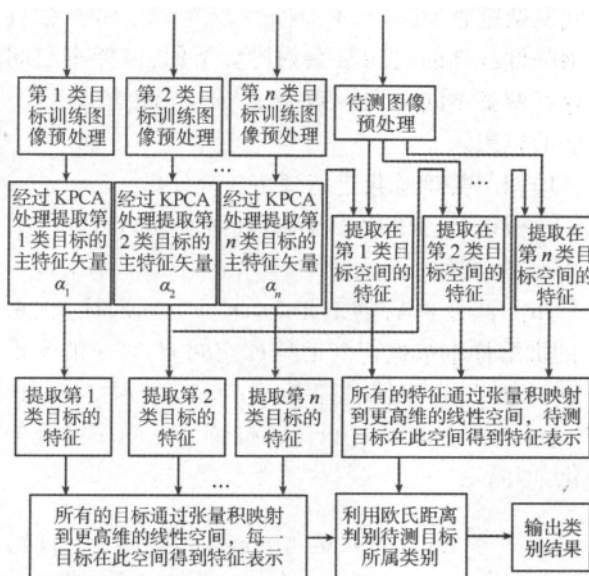 第1类目
标训练图
像预处理
第2类目
标训练图
像预处理
第n类目
标训练图
像预处理
待测图像
预处理
…
…
经过KPCA
处理提取第
1类目标的
主特征矢量
α₁
经过KPCA
处理提取第
2类目标的
主特征矢量
α₂
经过KPCA
处理提取第
n类目标的
主特征矢量
αₙ
提取在
第1类目
标空间的
特征
提取在
第2类目
标空间的
特征
提取在
第n类目
标空间的
特征
提取第1
类目标的
特征
提取第2
类目标的
特征
提取第n
类目标的
特征
所有的特征通过张量积映射
到更高维的线性空间，待测
目标在此空间得到特征表示
…
所有的目标通过张量积映射
到更高维的线性空间，每一
目标在此空间得到特征表示
利用欧氏距离
判别待测目标
所属类别
输出类
别结果